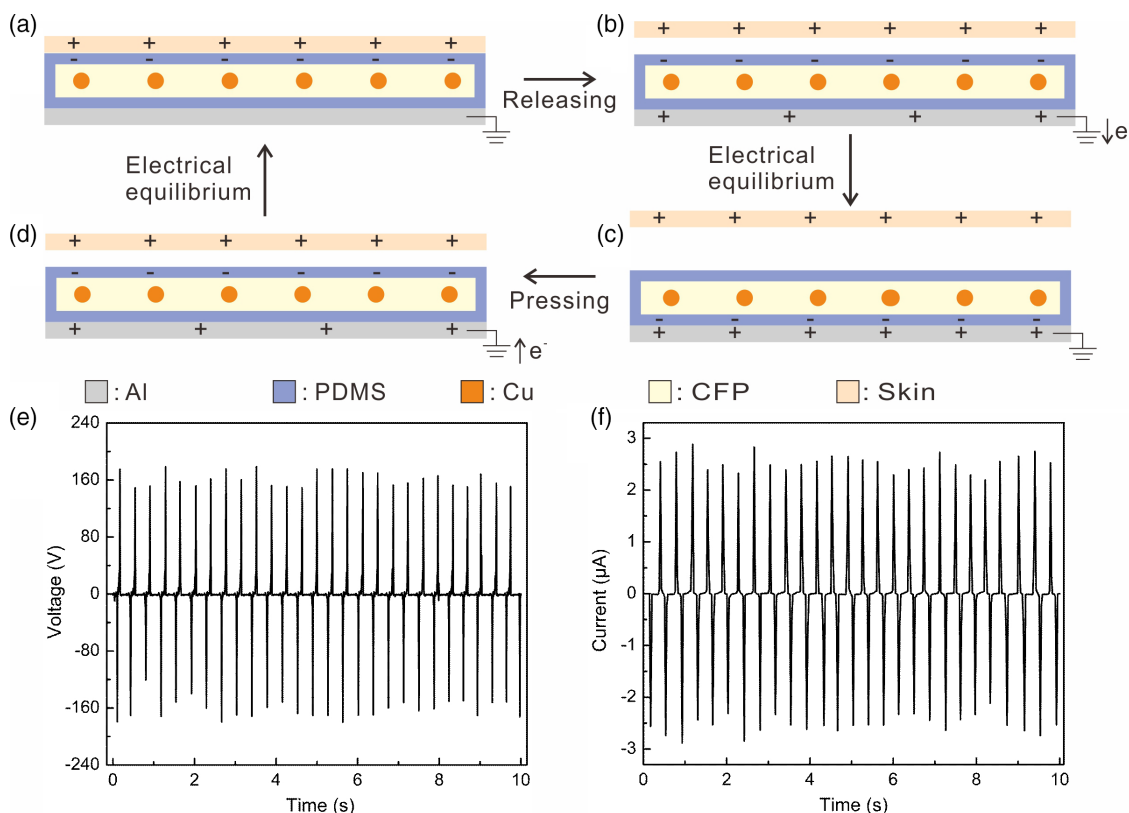 (a)
+ + + + + +
- - - - - -
Releasing
(b)
+ + + + + +
- - - - - -
+ + + +
e
Electrical
equilibrium
Electrical
equilibrium
(d)
+ + + + + +
- - - - - -
+ + + +
e-
Pressing
(c)
+ + + + + +
- - - - - -
+ + + + + +
: Al : PDMS : Cu : CFP : Skin
(e)
240
160
80
0
-80
-160
-240
Voltage (V)
0 2 4 6 8 10
Time (s)
(f)
3
2
1
0
-1
-2
-3
Current (μA)
0 2 4 6 8 10
Time (s)